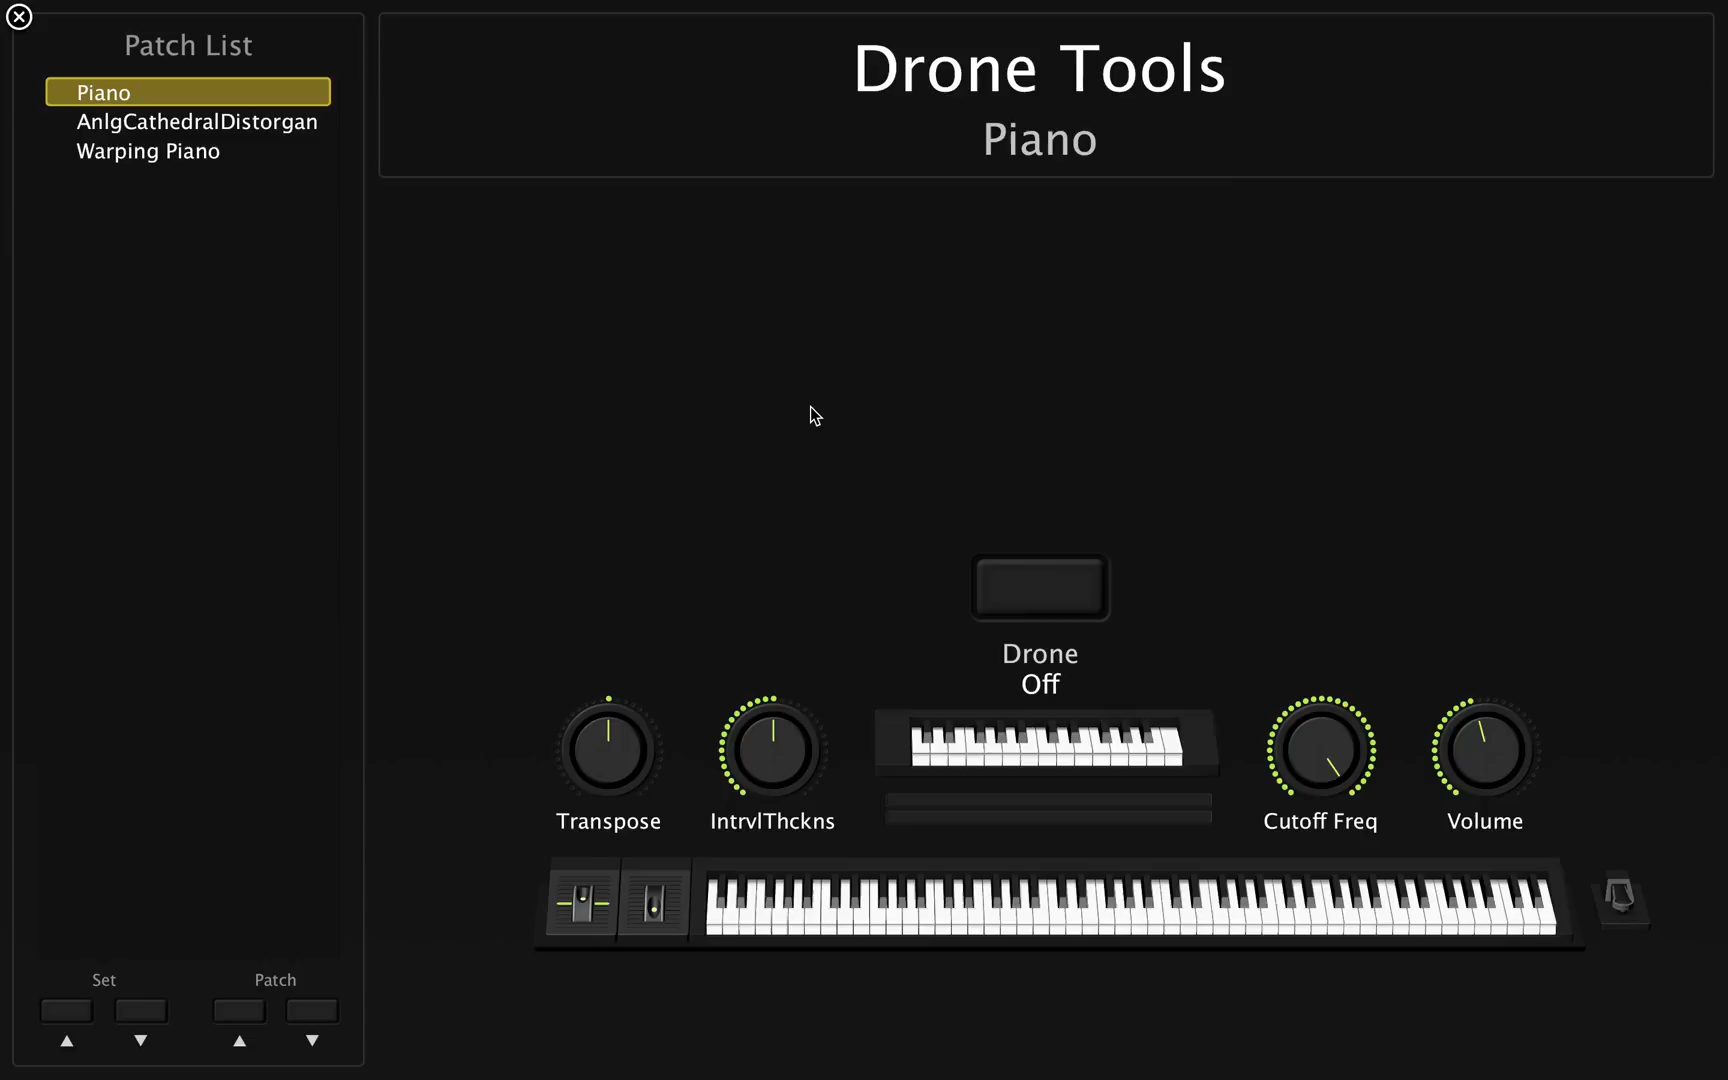 Patch List
Piano
AnlgCathedralDistorgan
Warping Piano
Drone Tools
Piano
Drone
Off
Transpose
IntrvlThckns
Cutoff Freq
Volume
Set
Patch